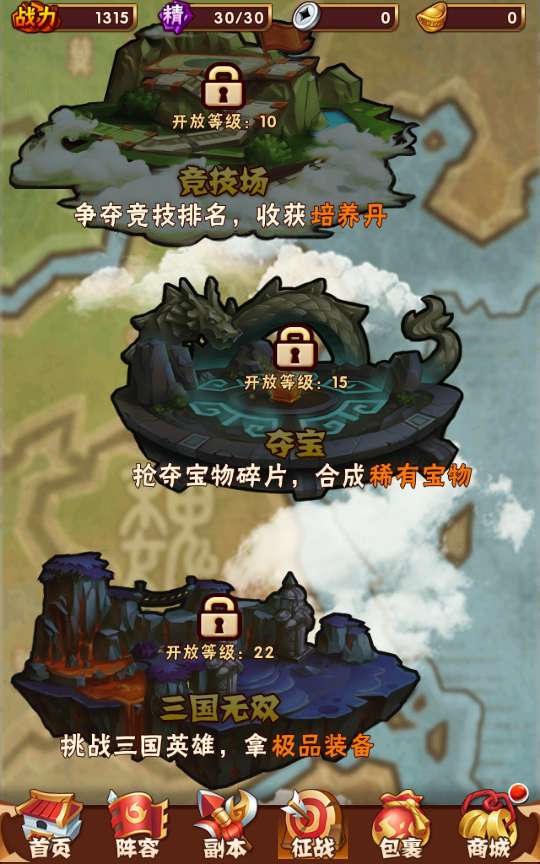 战力 1315 精 30/30 0 0
开放等级：10
竞技场
争夺竞技排名，收获培养丹
开放等级：15
夺宝
抢夺宝物碎片，合成稀有宝物
魏
开放等级：22
三国无双
挑战三国英雄，拿极品装备
首页 阵容 副本 征战 包裹 商城